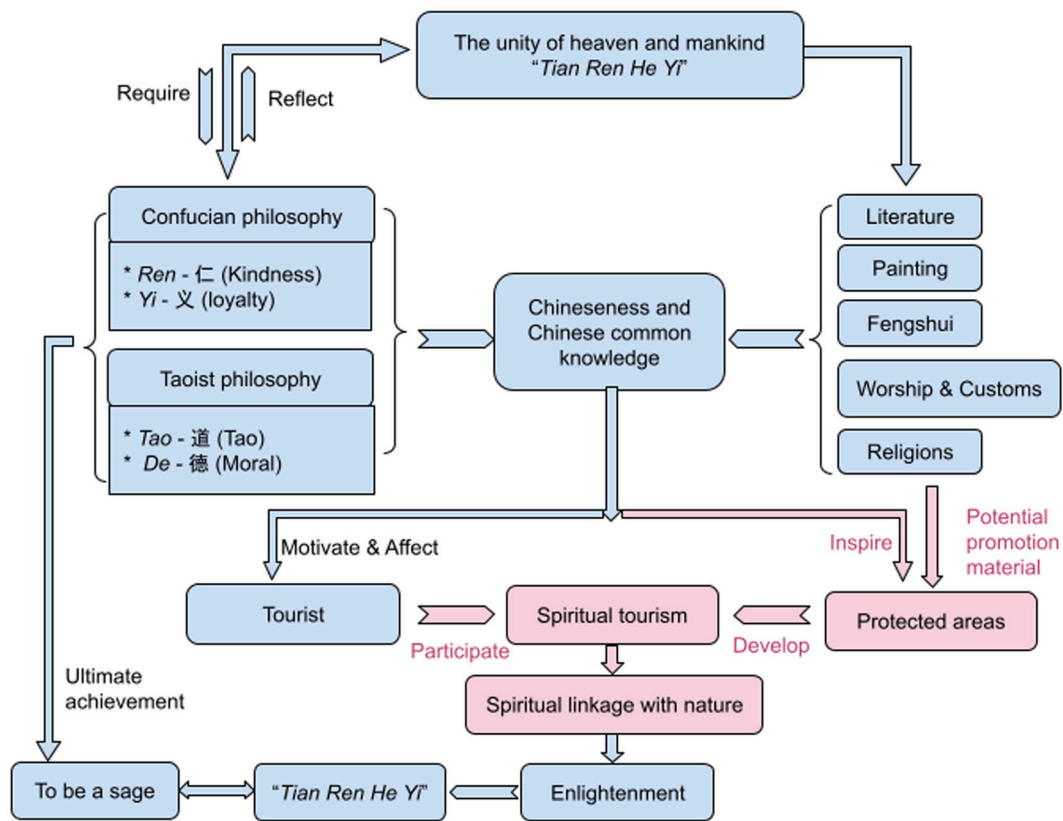 The unity of heaven and mankind
“Tian Ren He Yi”
Require
Reflect
Confucian philosophy
* Ren - 仁 (Kindness)
* Yi - 义 (loyalty)
Taoist philosophy
* Tao - 道 (Tao)
* De - 德 (Moral)
Chineseness and
Chinese common
knowledge
Literature
Painting
Fengshui
Worship & Customs
Religions
Motivate & Affect
Inspire
Potential
promotion
material
Tourist
Participate
Spiritual tourism
Develop
Protected areas
Spiritual linkage with nature
Ultimate
achievement
To be a sage
“Tian Ren He Yi”
Enlightenment